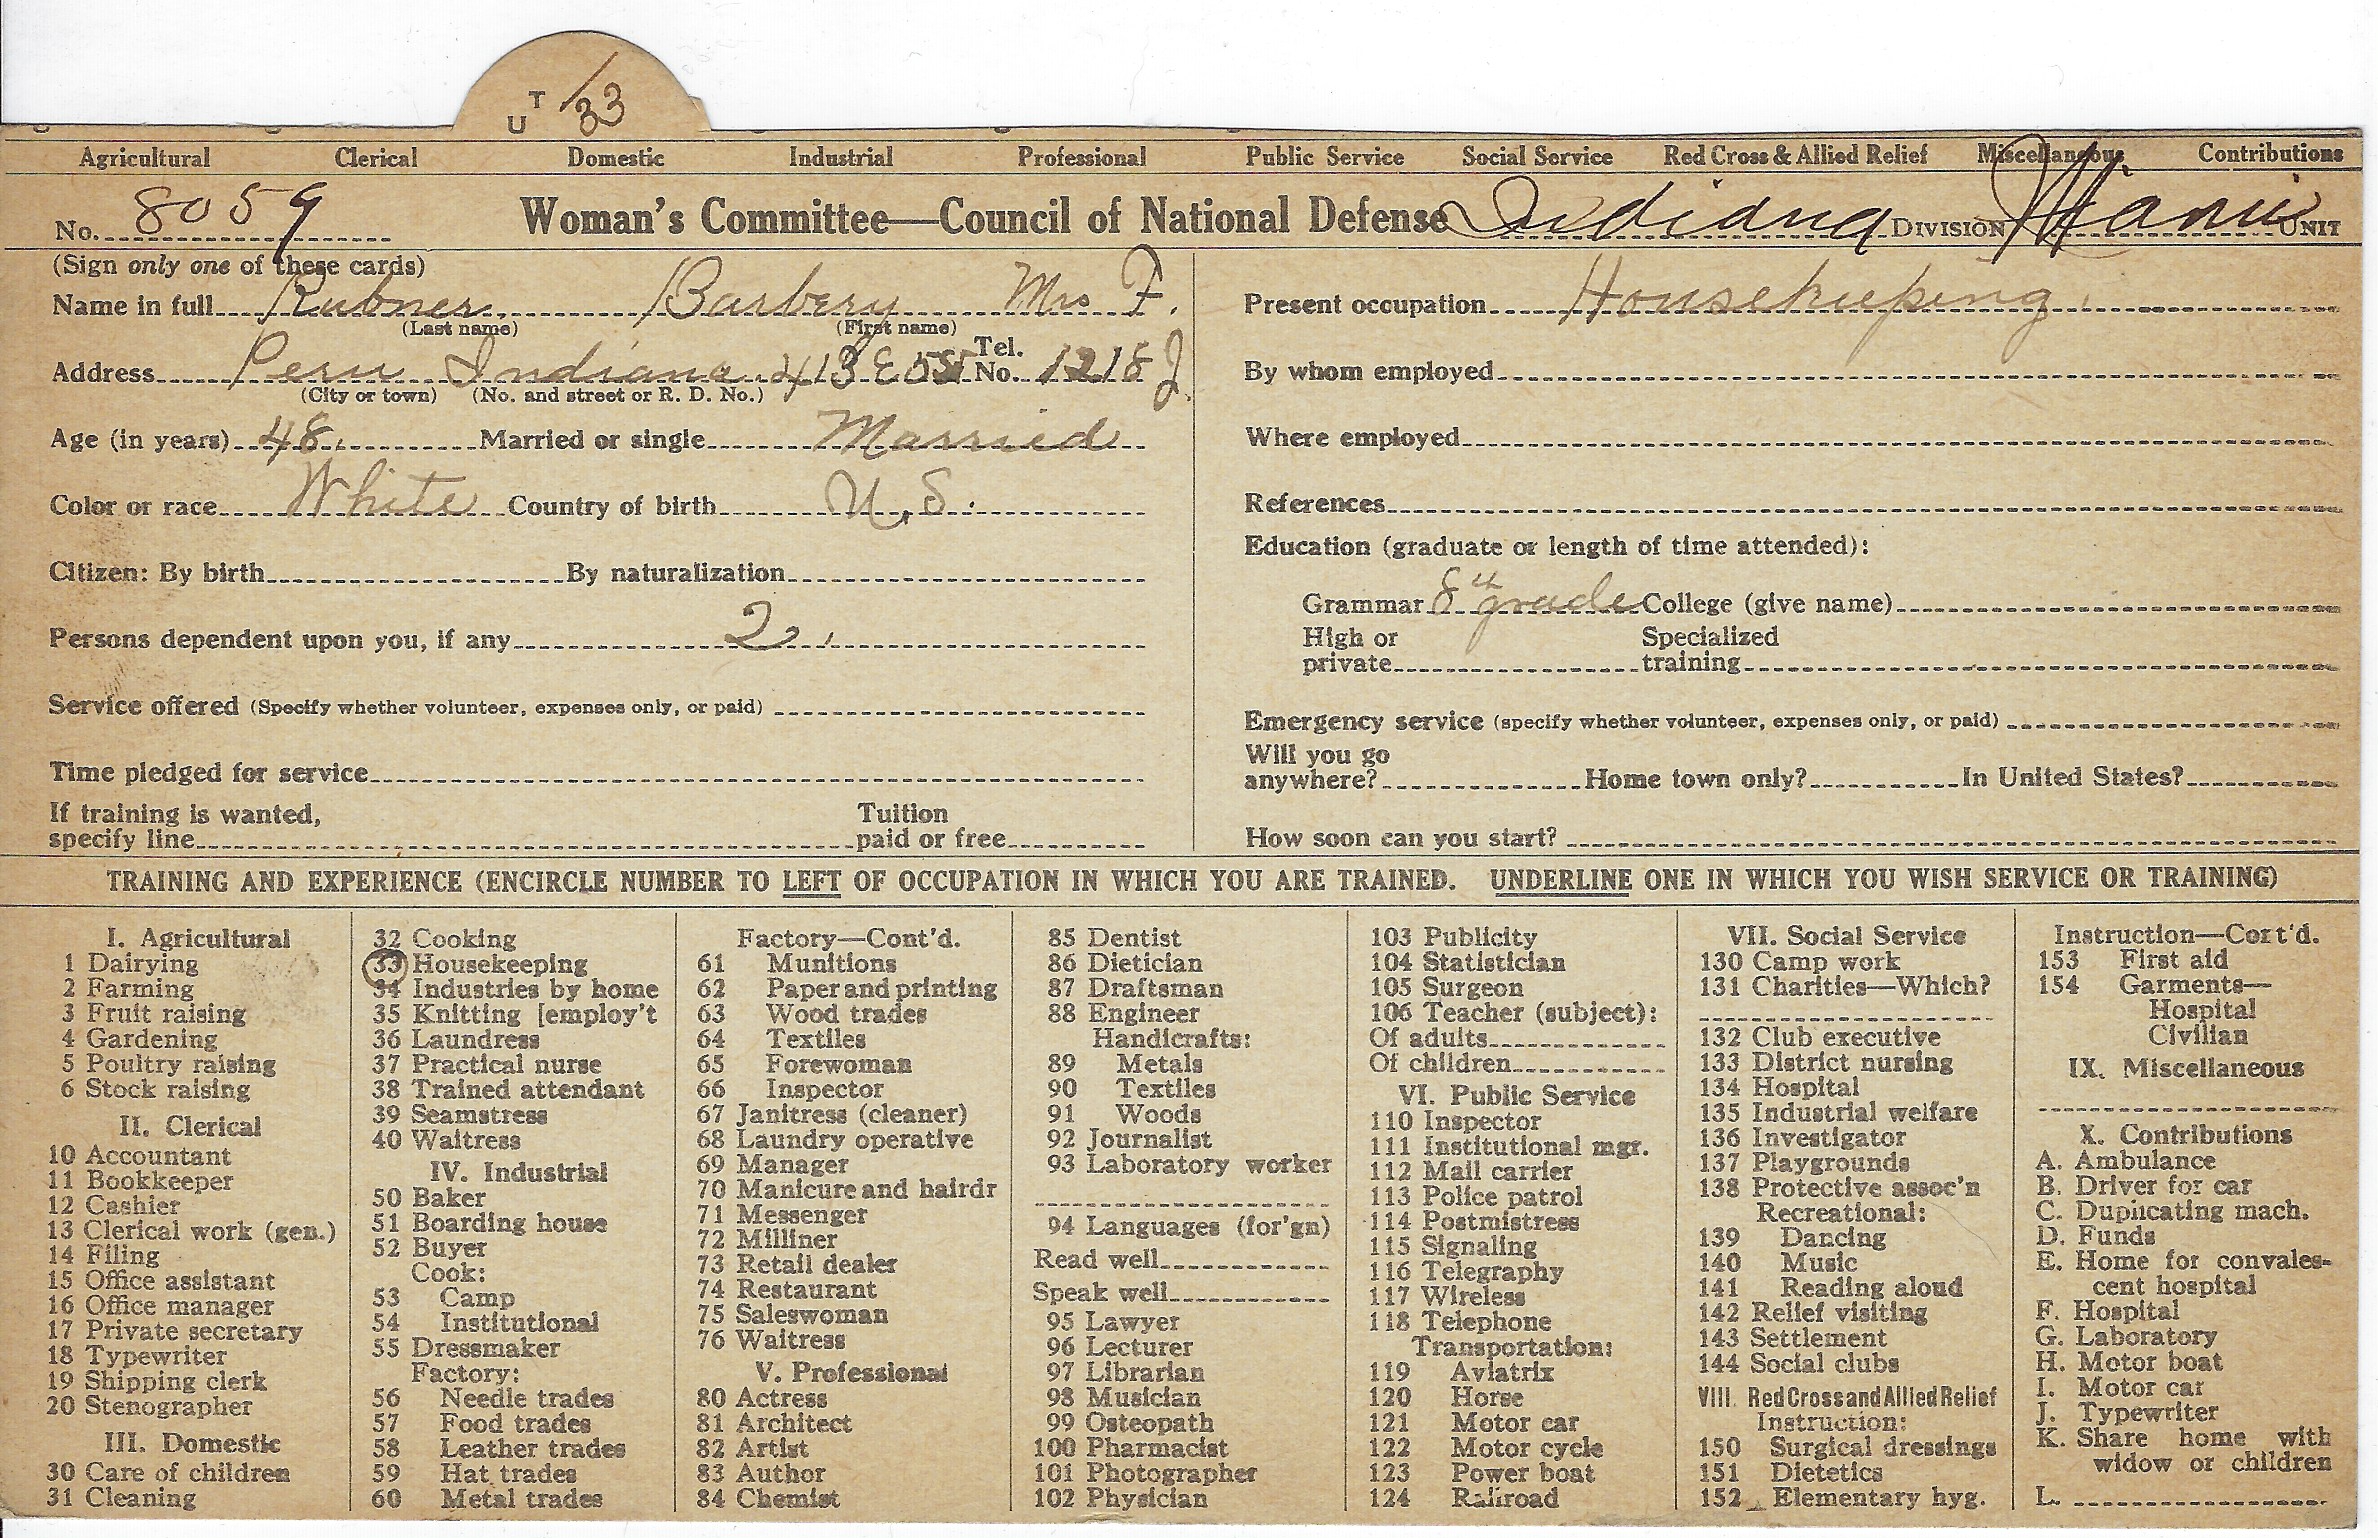 T
U
/33
Agricultural Clerical Domestic Industrial Professional Public Service Social Service Red Cross & Allied Relief Miscellaneous Contributions
No. 8059 Woman's Committee—Council of National Defense Indiana DIVISION Miami UNIT
(Sign only one of these cards)
Name in full Rubner, Barbery Mrs F.
(Last name) (First name)
Address Peru Indiana. 413 E 5 St Tel. No. 1218 J.
(City or town) (No. and street or R. D. No.)
Age (in years) 48. Married or single Married
Color or race White Country of birth U.S.
Citizen: By birth By naturalization
Persons dependent upon you, if any 2
Service offered (Specify whether volunteer, expenses only, or paid)
Time pledged for service
If training is wanted,
specify line
Tuition
paid or free
Present occupation Housekeeping.
By whom employed
Where employed
References
Education (graduate or length of time attended):
Grammar 8th grade College (give name)
High or
private
Specialized
training
Emergency service (specify whether volunteer, expenses only, or paid)
Will you go
anywhere? Home town only? In United States?
How soon can you start?
TRAINING AND EXPERIENCE (ENCIRCLE NUMBER TO LEFT OF OCCUPATION IN WHICH YOU ARE TRAINED. UNDERLINE ONE IN WHICH YOU WISH SERVICE OR TRAINING)
I. Agricultural
1 Dairying
2 Farming
3 Fruit raising
4 Gardening
5 Poultry raising
6 Stock raising
II. Clerical
10 Accountant
11 Bookkeeper
12 Cashier
13 Clerical work (gen.)
14 Filing
15 Office assistant
16 Office manager
17 Private secretary
18 Typewriter
19 Shipping clerk
20 Stenographer
III. Domestic
30 Care of children
31 Cleaning
32 Cooking
33 Housekeeping
34 Industries by home
35 Knitting [employ't
36 Laundress
37 Practical nurse
38 Trained attendant
39 Seamstress
40 Waitress
IV. Industrial
50 Baker
51 Boarding house
52 Buyer
Cook:
53 Camp
54 Institutional
55 Dressmaker
Factory:
56 Needle trades
57 Food trades
58 Leather trades
59 Hat trades
60 Metal trades
Factory—Cont'd.
61 Munitions
62 Paper and printing
63 Wood trades
64 Textiles
65 Forewoman
66 Inspector
67 Janitress (cleaner)
68 Laundry operative
69 Manager
70 Manicure and hairdr
71 Messenger
72 Milliner
73 Retail dealer
74 Restaurant
75 Saleswoman
76 Waitress
V. Professional
80 Actress
81 Architect
82 Artist
83 Author
84 Chemist
85 Dentist
86 Dietician
87 Draftsman
88 Engineer
Handicrafts:
89 Metals
90 Textiles
91 Woods
92 Journalist
93 Laboratory worker
94 Languages (for'gn)
Read well
Speak well
95 Lawyer
96 Lecturer
97 Librarian
98 Musician
99 Osteopath
100 Pharmacist
101 Photographer
102 Physician
103 Publicity
104 Statistician
105 Surgeon
106 Teacher (subject):
Of adults
Of children
VI. Public Service
110 Inspector
111 Institutional mgr.
112 Mail carrier
113 Police patrol
114 Postmistress
115 Signaling
116 Telegraphy
117 Wireless
118 Telephone
Transportation:
119 Aviatrix
120 Horse
121 Motor car
122 Motor cycle
123 Power boat
124 Railroad
VII. Social Service
130 Camp work
131 Charities—Which?
132 Club executive
133 District nursing
134 Hospital
135 Industrial welfare
136 Investigator
137 Playgrounds
138 Protective assoc'n
Recreational:
139 Dancing
140 Music
141 Reading aloud
142 Relief visiting
143 Settlement
144 Social clubs
VIII. Red Cross and Allied Relief
Instruction:
150 Surgical dressings
151 Dietetics
152 Elementary hyg.
Instruction—Cont'd.
153 First aid
154 Garments—
Hospital
Civilian
IX. Miscellaneous
X. Contributions
A. Ambulance
B. Driver for car
C. Duplicating mach.
D. Funds
E. Home for convales-
cent hospital
F. Hospital
G. Laboratory
H. Motor boat
I. Motor car
J. Typewriter
K. Share home with
widow or children
L.